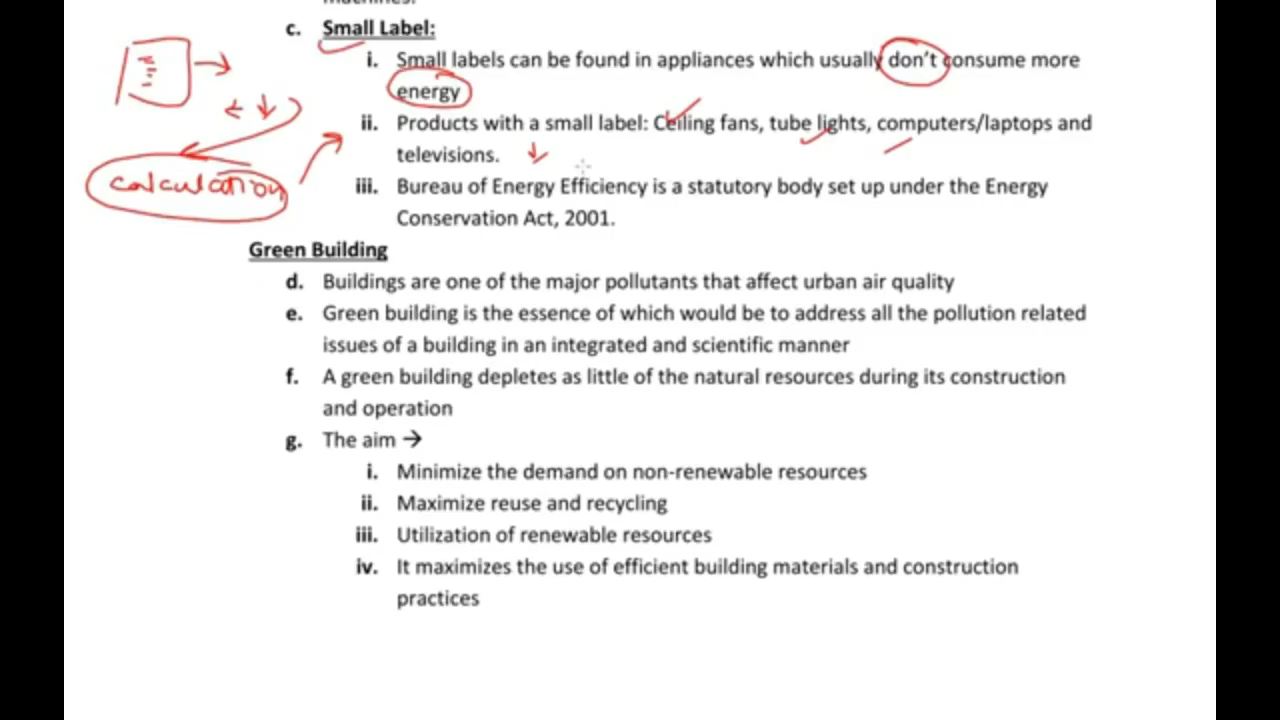 c. Small Label:
i. Small labels can be found in appliances which usually don't consume more
energy
ii. Products with a small label: Ceiling fans, tube lights, computers/laptops and
televisions.
calculation
iii. Bureau of Energy Efficiency is a statutory body set up under the Energy
Conservation Act, 2001.
Green Building
d. Buildings are one of the major pollutants that affect urban air quality
e. Green building is the essence of which would be to address all the pollution related
issues of a building in an integrated and scientific manner
f. A green building depletes as little of the natural resources during its construction
and operation
g. The aim →
i. Minimize the demand on non-renewable resources
ii. Maximize reuse and recycling
iii. Utilization of renewable resources
iv. It maximizes the use of efficient building materials and construction
practices